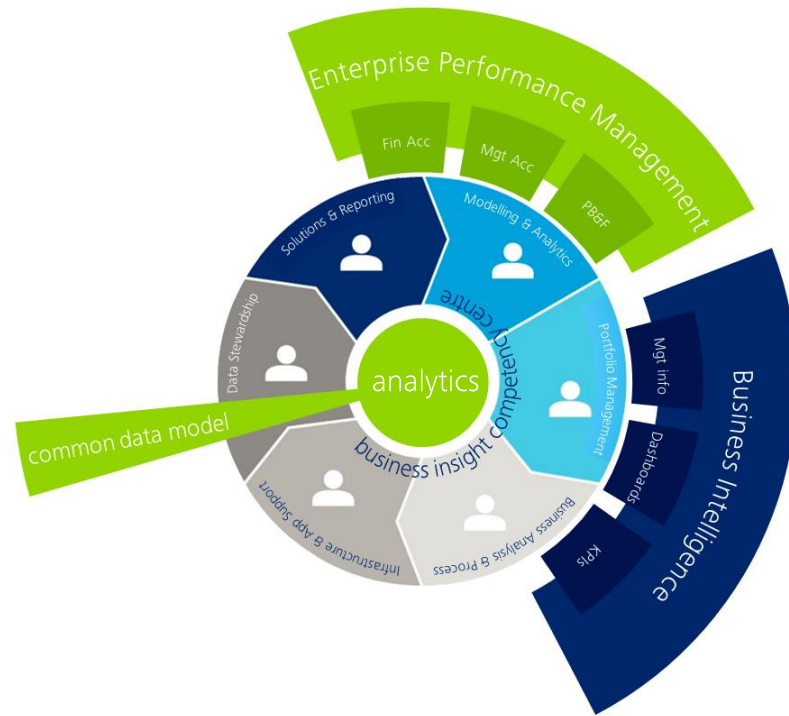 Enterprise Performance Management
Fin Acc
Mgt Acc
PB&F
Solutions & Reporting
Modelling & Analytics
Data Stewardship
Portfolio Management
Infrastructure & App Support
Business Analysis & Process
business insight competency centre
analytics
common data model
Mgt info
Dashboards
KPIs
Business Intelligence